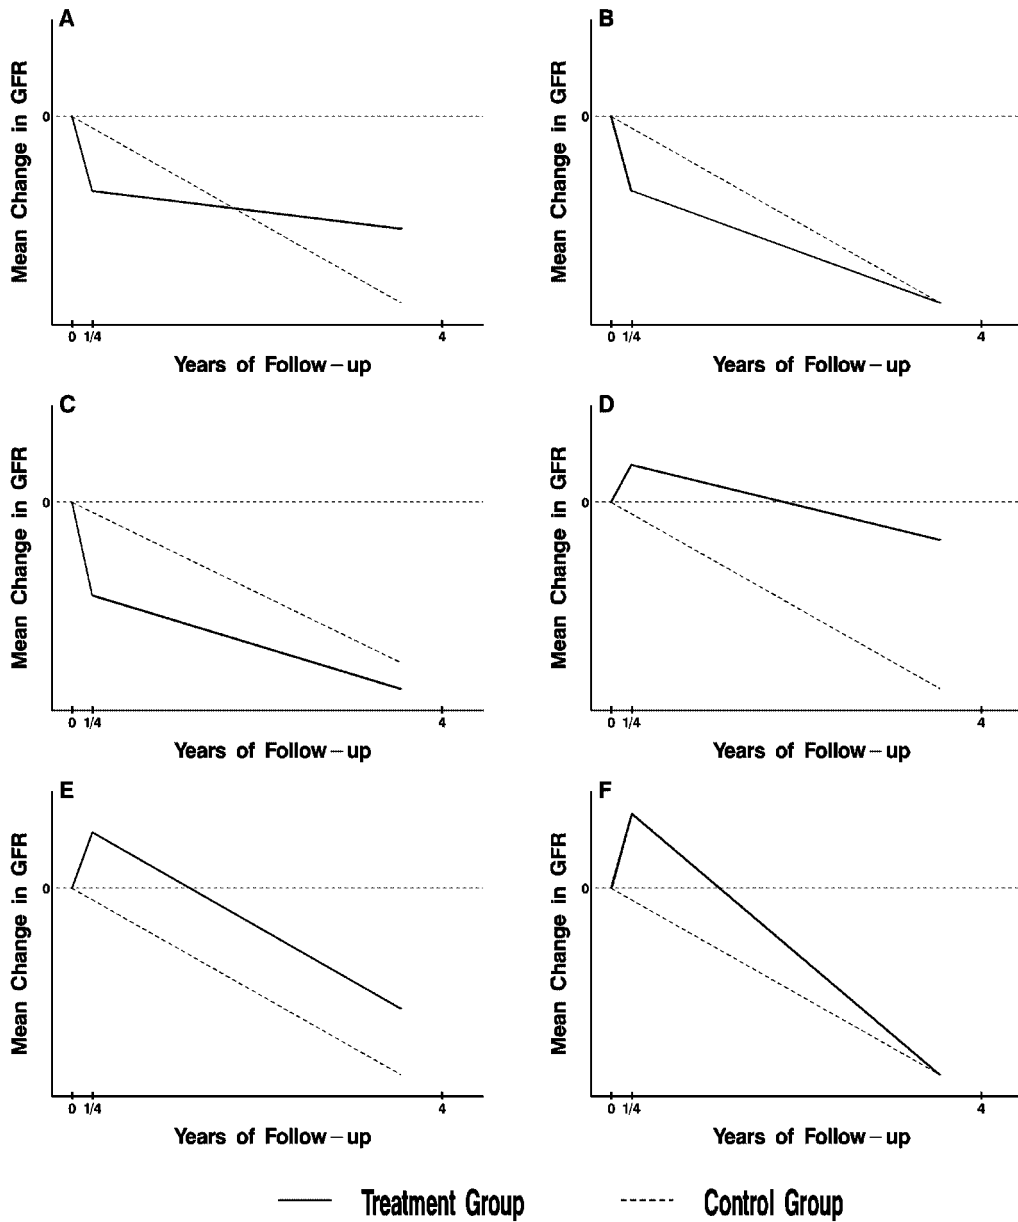 A
B
Mean Change in GFR
0
Mean Change in GFR
0
0 1/4 4
0 1/4 4
Years of Follow-up
Years of Follow-up
C
D
Mean Change in GFR
0
Mean Change in GFR
0
0 1/4 4
0 1/4 4
Years of Follow-up
Years of Follow-up
E
F
Mean Change in GFR
0
Mean Change in GFR
0
0 1/4 4
0 1/4 4
Years of Follow-up
Years of Follow-up
Treatment Group
Control Group